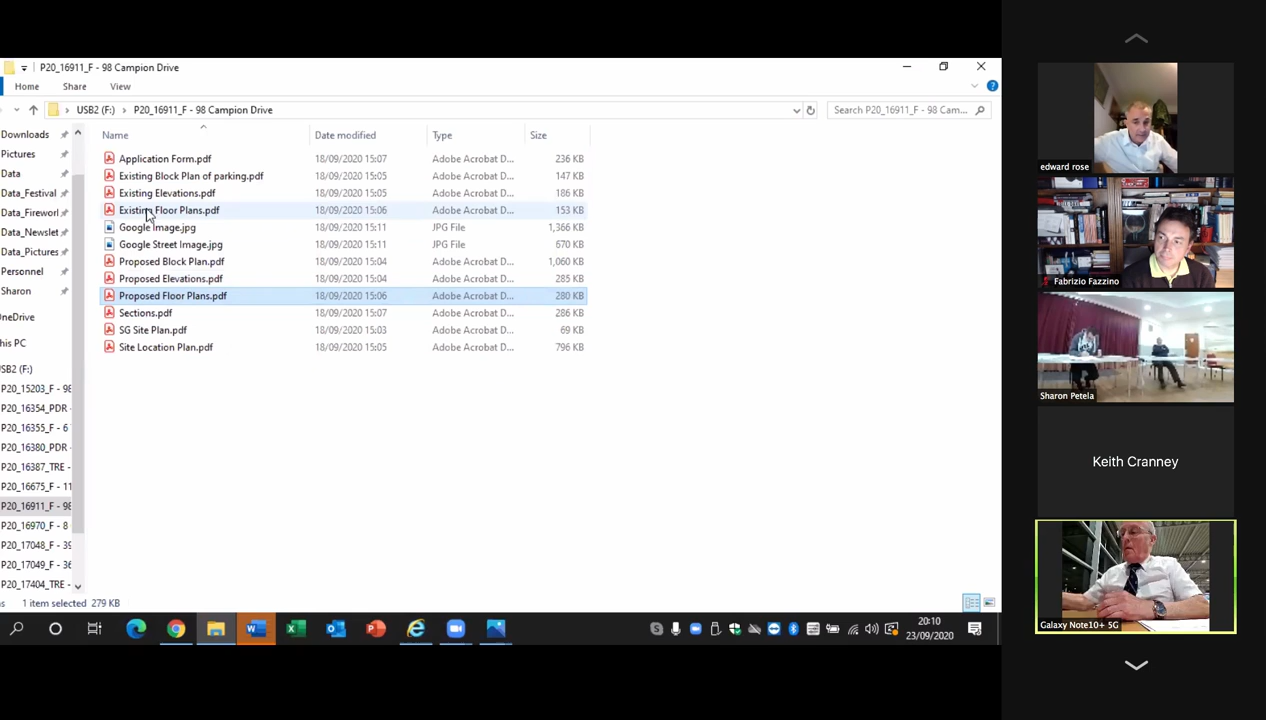 P20_16911_F - 98 Campion Drive
Home Share View
USB2 (F:) P20_16911_F - 98 Campion Drive
Search P20_16911_F - 98 Cam...
Downloads
Pictures
Data
Data_Festival
Data_Firewor
Data_Newslet
Data_Pictures
Personnel
Sharon
OneDrive
his PC
SB2 (F:)
P20_15203_F - 98
P20_16354_PDR
P20_16355_F - 6
P20_16380_PDR
P20_16387_TRE -
P20_16675_F - 11
P20_16911_F - 98
P20_16970_F - 8
P20_17048_F - 39
P20_17049_F - 36
P20_17404_TRE -
Name Date modified Type Size
Application Form.pdf 18/09/2020 15:07 Adobe Acrobat D... 236 KB
Existing Block Plan of parking.pdf 18/09/2020 15:05 Adobe Acrobat D... 147 KB
Existing Elevations.pdf 18/09/2020 15:05 Adobe Acrobat D... 186 KB
Existing Floor Plans.pdf 18/09/2020 15:06 Adobe Acrobat D... 153 KB
Google Image.jpg 18/09/2020 15:11 JPG File 1,366 KB
Google Street Image.jpg 18/09/2020 15:11 JPG File 670 KB
Proposed Block Plan.pdf 18/09/2020 15:04 Adobe Acrobat D... 1,060 KB
Proposed Elevations.pdf 18/09/2020 15:04 Adobe Acrobat D... 285 KB
Proposed Floor Plans.pdf 18/09/2020 15:06 Adobe Acrobat D... 280 KB
Sections.pdf 18/09/2020 15:07 Adobe Acrobat D... 286 KB
SG Site Plan.pdf 18/09/2020 15:03 Adobe Acrobat D... 69 KB
Site Location Plan.pdf 18/09/2020 15:05 Adobe Acrobat D... 796 KB
1 item selected 279 KB
20:10
23/09/2020
edward rose
Fabrizio Fazzino
Sharon Petela
Keith Cranney
Galaxy Note10+ 5G